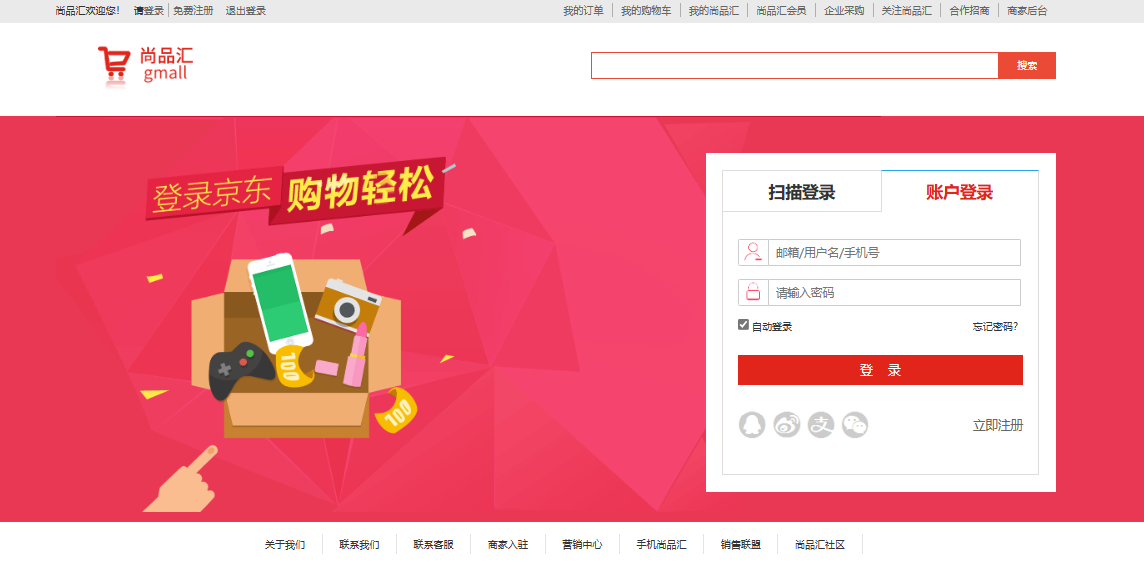 尚品汇欢迎您! 请登录 免费注册 退出登录 我的订单 我的购物车 我的尚品汇 尚品汇会员 企业采购 关注尚品汇 合作招商 商家后台
尚品汇
gmall
搜索
登录京东 购物轻松
扫描登录 账户登录
邮箱/用户名/手机号
请输入密码
自动登录 忘记密码?
登 录
支
立即注册
100
100
关于我们 联系我们 联系客服 商家入驻 营销中心 手机尚品汇 销售联盟 尚品汇社区